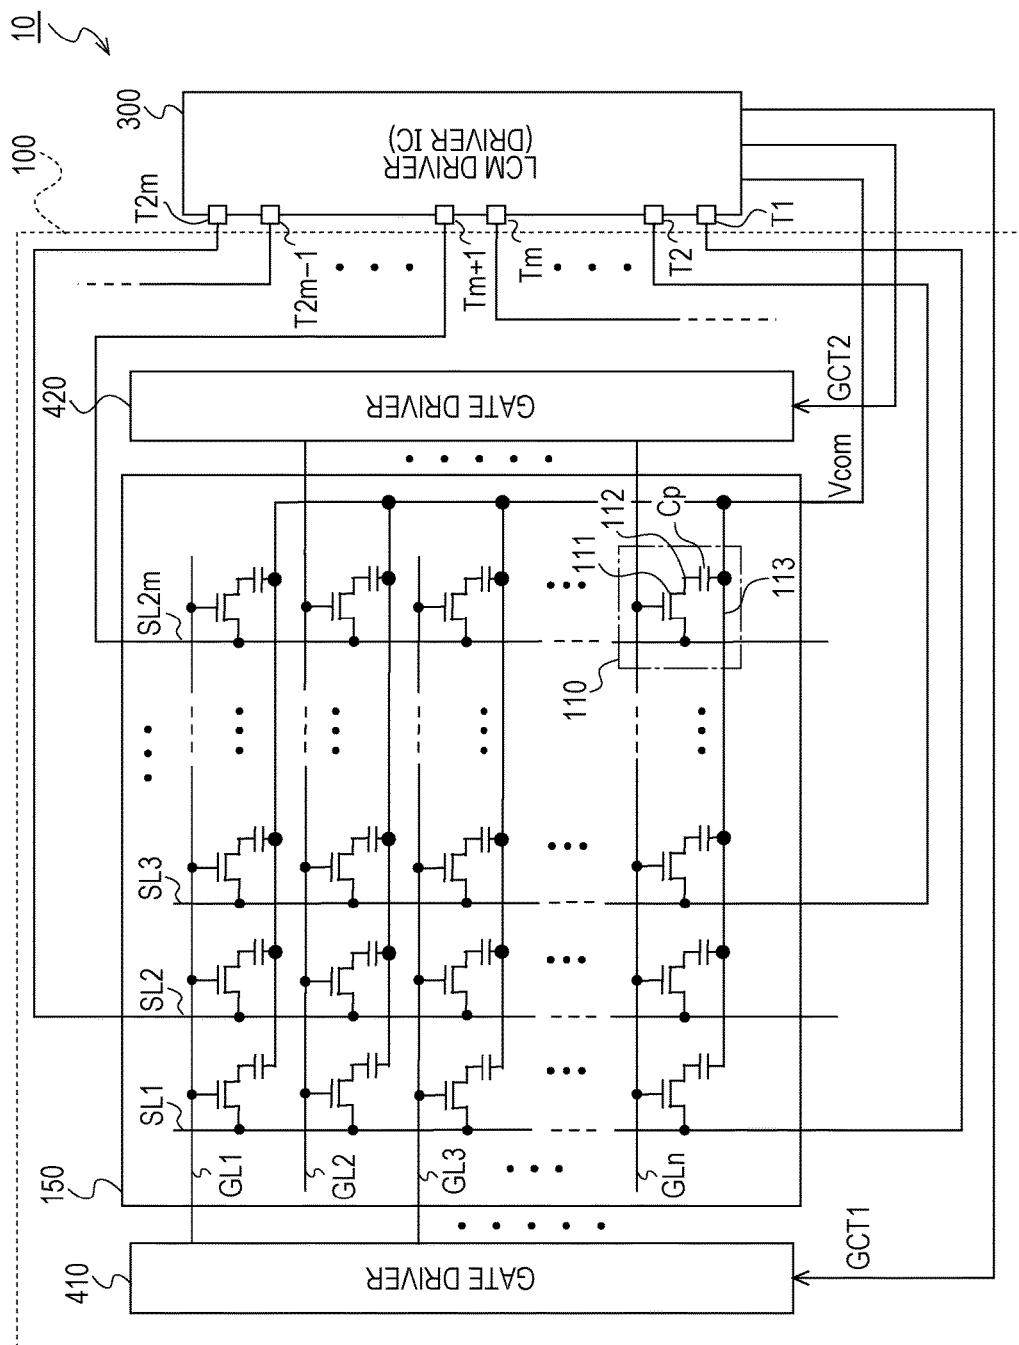 10
100
300
LCM DRIVER
(DRIVER IC)
T2m
T2m−1
Tm+1
Tm
T2
T1
420
GATE DRIVER
GCT2
Vcom
SL2m
111
112
Cp
113
110
SL3
SL2
SL1
150
GL1
GL2
GL3
GLn
410
GATE DRIVER
GCT1